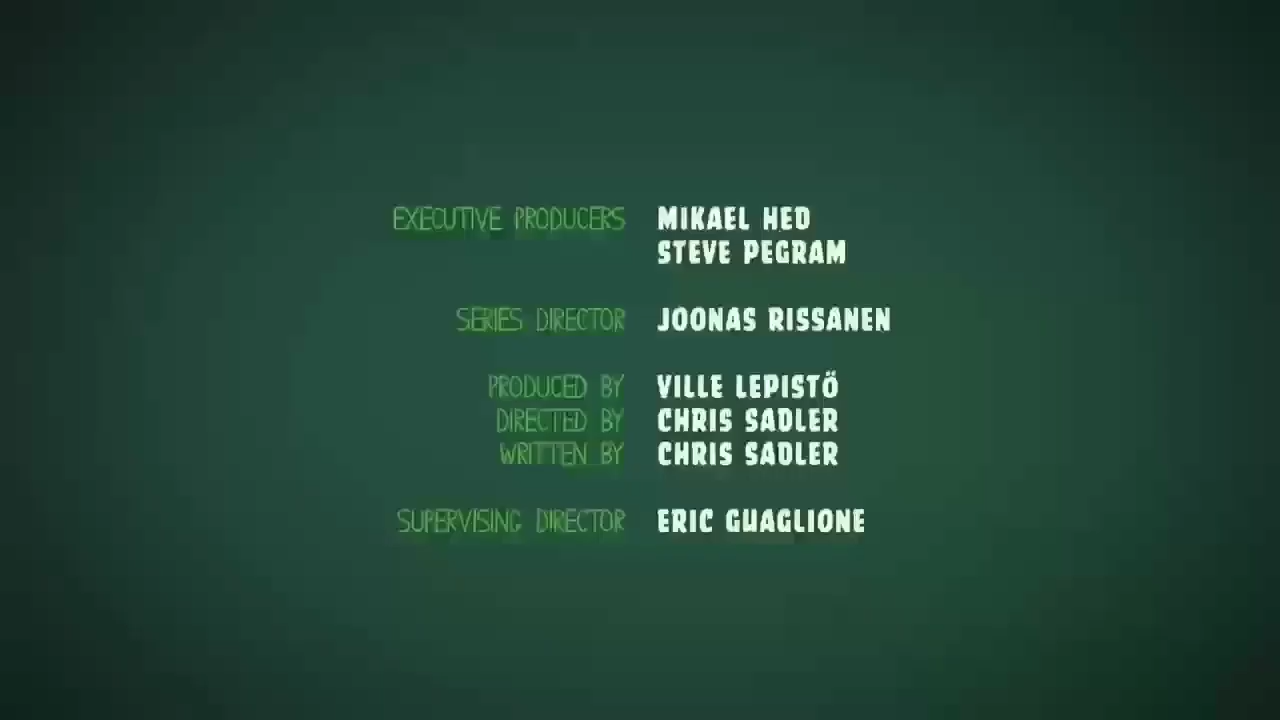 EXECUTIVE PRODUCERS MIKAEL HED
STEVE PEGRAM
SERIES DIRECTOR JOONAS RISSANEN
PRODUCED BY VILLE LEPISTÖ
DIRECTED BY CHRIS SADLER
WRITTEN BY CHRIS SADLER
SUPERVISING DIRECTOR ERIC GUAGLIONE